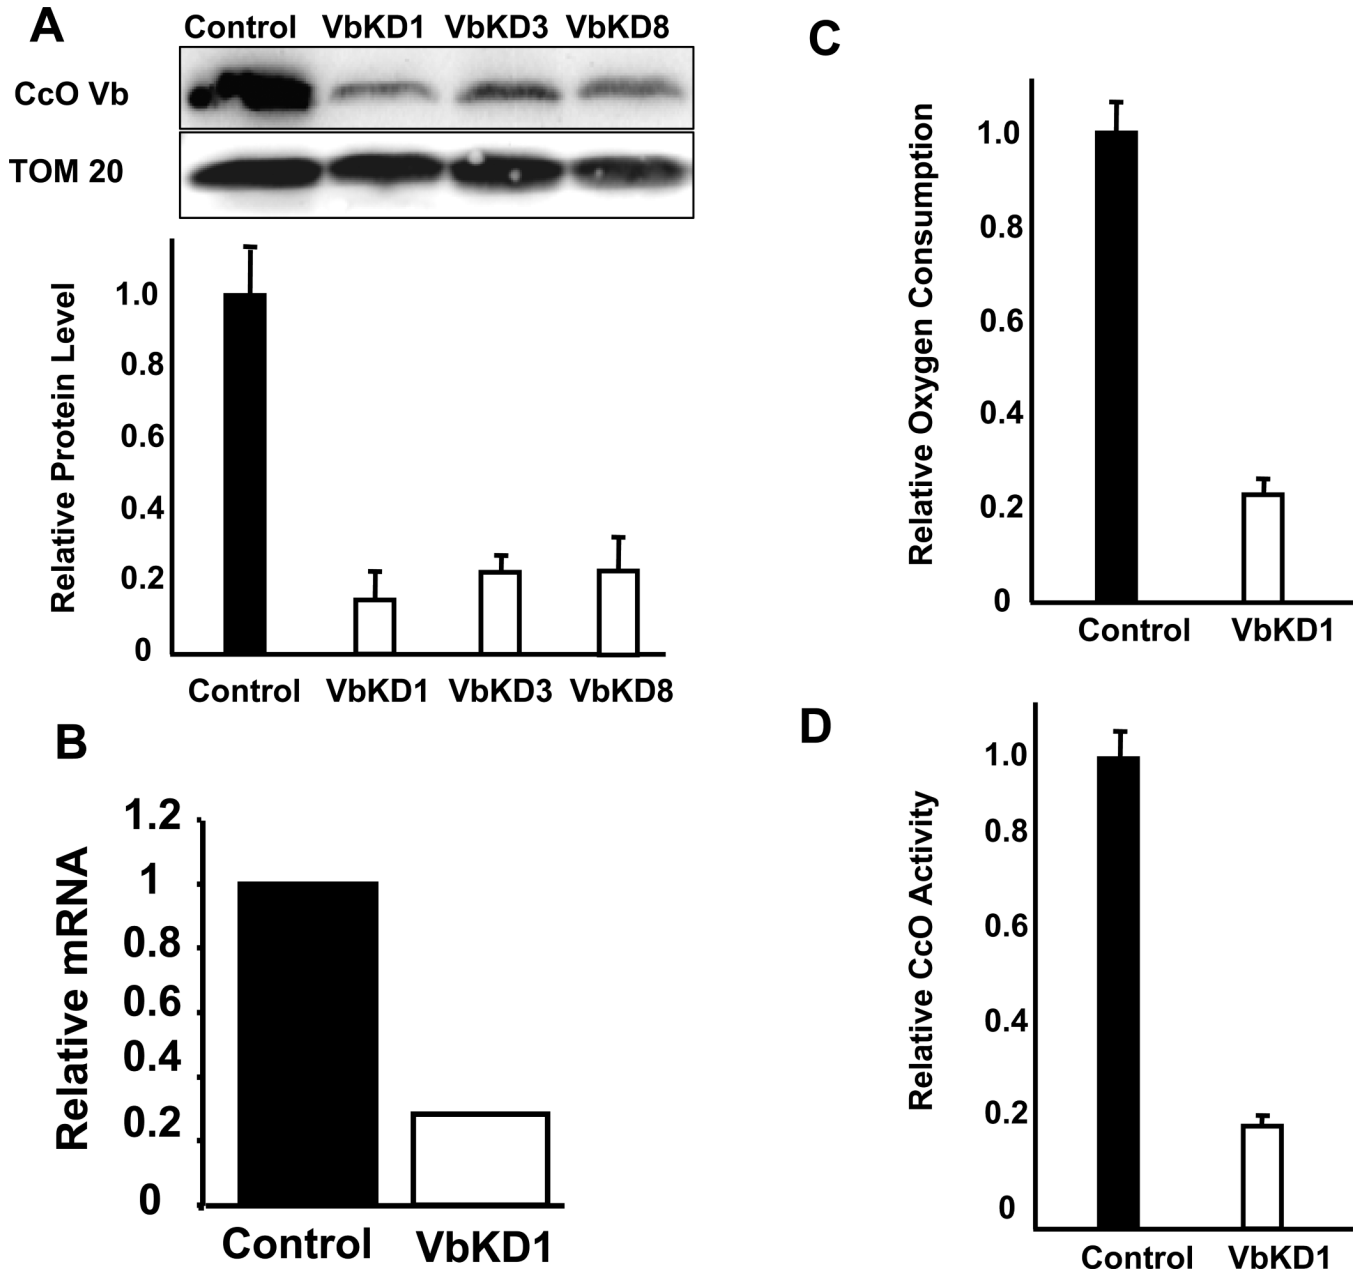 A
Control VbKD1 VbKD3 VbKD8
CcO Vb
TOM 20
Relative Protein Level
1.0
0.8
0.6
0.4
0.2
0
Control VbKD1 VbKD3 VbKD8
B
Relative mRNA
1.2
1
0.8
0.6
0.4
0.2
0
Control VbKD1
C
Relative Oxygen Consumption
1.0
0.8
0.6
0.4
0.2
0
Control VbKD1
D
Relative CcO Activity
1.0
0.8
0.6
0.4
0.2
0
Control VbKD1